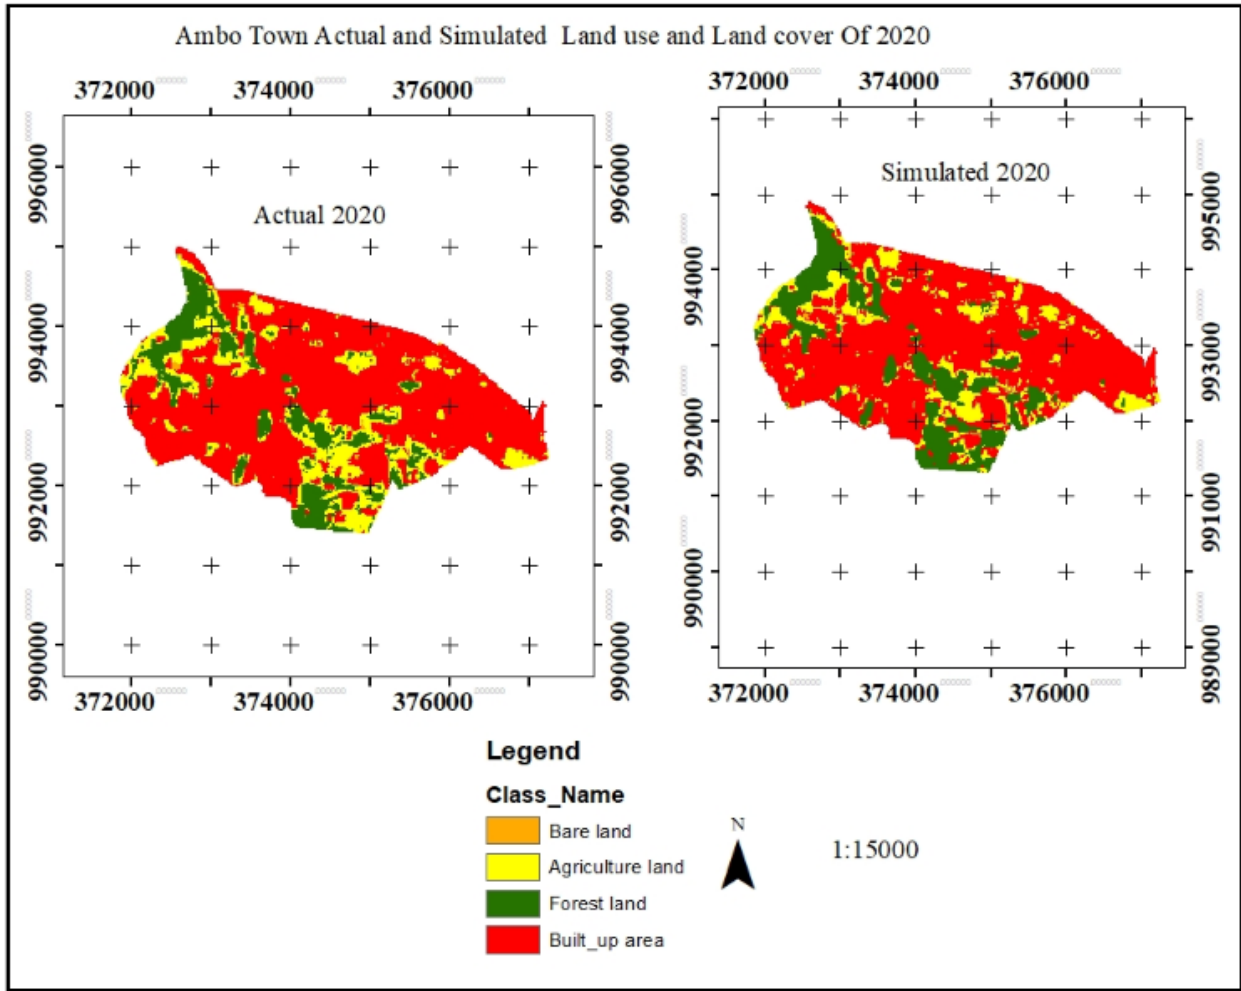 Ambo Town Actual and Simulated Land use and Land cover Of 2020
372000 374000 376000
372000 374000 376000
996000
994000
992000
990000
Actual 2020
996000
994000
992000
990000
372000 374000 376000
994000
992000
990000
Simulated 2020
995000
993000
991000
989000
372000 374000 376000
Legend
Class_Name
Bare land
Agriculture land
Forest land
Built_up area
N
1:15000